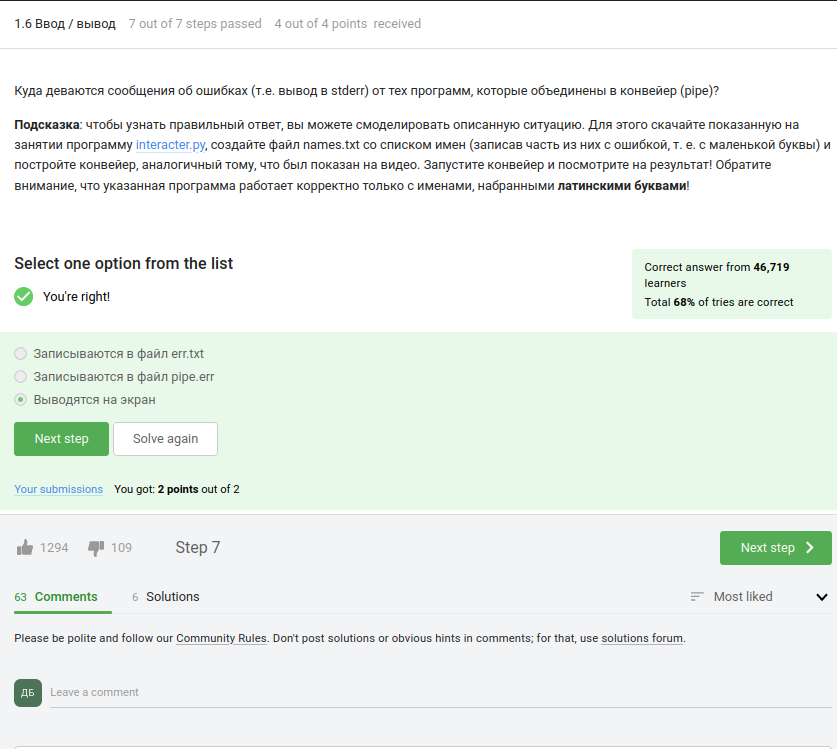 1.6 Ввод / вывод 7 out of 7 steps passed 4 out of 4 points received
Куда деваются сообщения об ошибках (т.е. вывод в stderr) от тех программ, которые объединены в конвейер (pipe)?
Подсказка: чтобы узнать правильный ответ, вы можете смоделировать описанную ситуацию. Для этого скачайте показанную на
занятии программу interacter.py, создайте файл names.txt со списком имен (записав часть из них с ошибкой, т. е. с маленькой буквы) и
постройте конвейер, аналогичный тому, что был показан на видео. Запустите конвейер и посмотрите на результат! Обратите
внимание, что указанная программа работает корректно только с именами, набранными латинскими буквами!
Select one option from the list
You're right!
Correct answer from 46,719
learners
Total 68% of tries are correct
Записываются в файл err.txt
Записываются в файл pipe.err
Выводятся на экран
Next step Solve again
Your submissions You got: 2 points out of 2
1294 109 Step 7 Next step
63 Comments 6 Solutions Most liked
Please be polite and follow our Community Rules. Don't post solutions or obvious hints in comments; for that, use solutions forum.
ДБ Leave a comment